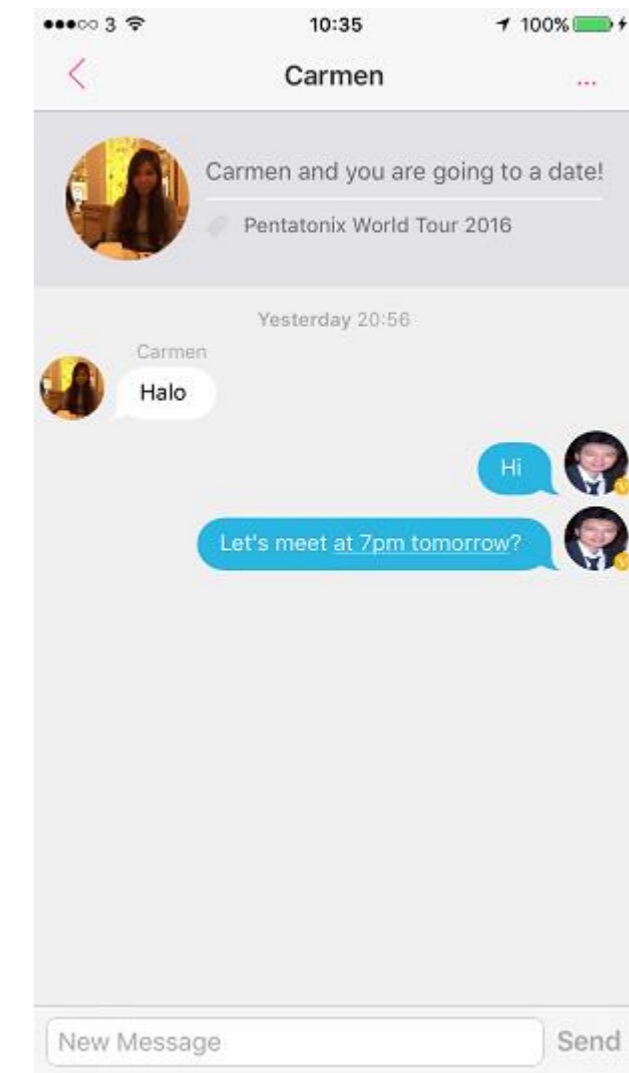 3 10:35 100%
Carmen ...
Carmen and you are going to a date!
Pentatonix World Tour 2016
Yesterday 20:56
Carmen
Halo
Hi
Let's meet at 7pm tomorrow?
New Message Send